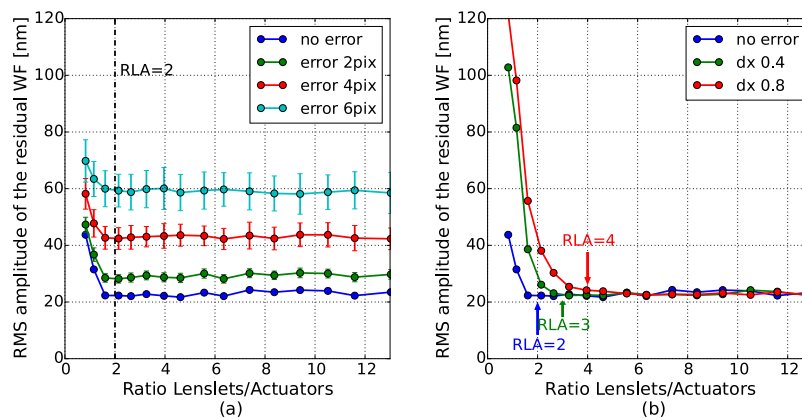 RMS amplitude of the residual WF [nm]
120
100
80
60
40
20
0
0
2
4
6
8
10
12
RLA=2
no error
error 2pix
error 4pix
error 6pix
Ratio Lenslets/Actuators
(a)
RMS amplitude of the residual WF [nm]
120
100
80
60
40
20
0
0
2
4
6
8
10
12
no error
dx 0.4
dx 0.8
RLA=4
RLA=3
RLA=2
Ratio Lenslets/Actuators
(b)